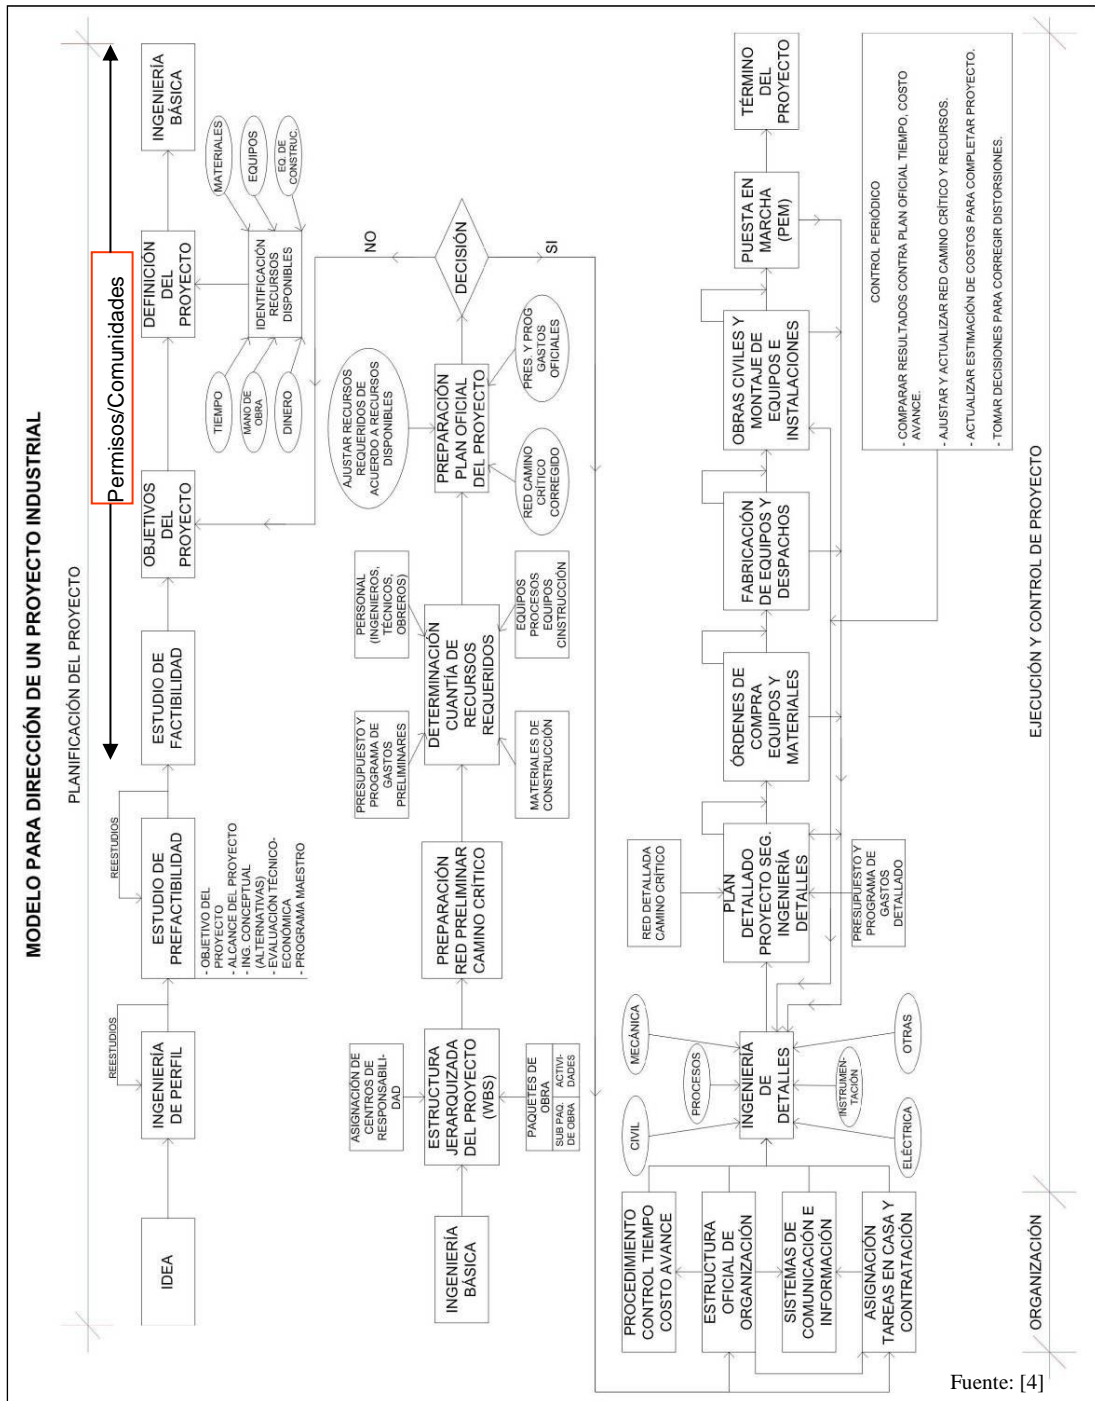 MODELO PARA DIRECCIÓN DE UN PROYECTO INDUSTRIAL
PLANIFICACIÓN DEL PROYECTO
Permisos/Comunidades
IDEA
INGENIERÍA
DE PERFIL
REESTUDIOS
ESTUDIO DE
PREFACTIBILIDAD
REESTUDIOS
- OBJETIVO DEL
PROYECTO
- ALCANCE DEL PROYECTO
- ING. CONCEPTUAL
(ALTERNATIVAS)
- EVALUACIÓN TÉCNICO-
ECONÓMICA
- PROGRAMA MAESTRO
ESTUDIO DE
FACTIBILIDAD
OBJETIVOS
DEL
PROYECTO
DEFINICIÓN
DEL
PROYECTO
INGENIERÍA
BÁSICA
TIEMPO
MANO DE
OBRA
DINERO
IDENTIFICACIÓN
RECURSOS
DISPONIBLES
MATERIALES
EQUIPOS
EQ. DE
CONSTRUC.
INGENIERÍA
BÁSICA
ASIGNACIÓN DE
CENTROS DE
RESPONSABILI-
DAD
ESTRUCTURA
JERARQUIZADA
DEL PROYECTO
(WBS)
PAQUETES DE
OBRA
SUB PAQ.
DE OBRA
ACTIVI-
DADES
PREPARACIÓN
RED PRELIMINAR
CAMINO CRÍTICO
PRESUPUESTO Y
PROGRAMA DE
GASTOS
PRELIMINARES
PERSONAL
(INGENIEROS,
TÉCNICOS,
OBREROS)
DETERMINACIÓN
CUANTÍA DE
RECURSOS
REQUERIDOS
MATERIALES DE
CONSTRUCCIÓN
EQUIPOS
PROCESOS
EQUIPOS
CINSTRUCCIÓN
AJUSTAR RECURSOS
REQUERIDOS DE
ACUERDO A RECURSOS
DISPONIBLES
PREPARACIÓN
PLAN OFICIAL
DEL PROYECTO
RED CAMINO
CRÍTICO
CORREGIDO
PRES. Y PROG
GASTOS
OFICIALES
DECISIÓN
NO
SI
PROCEDIMIENTO
CONTROL TIEMPO
COSTO AVANCE
ESTRUCTURA
OFICIAL DE
ORGANIZACIÓN
SISTEMAS DE
COMUNICACIÓN E
INFORMACIÓN
ASIGNACIÓN
TAREAS EN CASA Y
CONTRATACIÓN
CIVIL
PROCESOS
MECÁNICA
INGENIERÍA
DE
DETALLES
ELÉCTRICA
INSTRUMEN-
TACIÓN
OTRAS
RED DETALLADA
CAMINO CRÍTICO
PLAN
DETALLADO
PROYECTO SEG.
INGENIERÍA
DETALLES
PRESUPUESTO Y
PROGRAMA DE
GASTOS
DETALLADO
ÓRDENES DE
COMPRA
EQUIPOS Y
MATERIALES
FABRICACIÓN
DE EQUIPOS Y
DESPACHOS
OBRAS CIVILES Y
MONTAJE DE
EQUIPOS E
INSTALACIONES
PUESTA EN
MARCHA
(PEM)
TÉRMINO
DEL
PROYECTO
CONTROL PERIÓDICO
- COMPARAR RESULTADOS CONTRA PLAN OFICIAL TIEMPO, COSTO
AVANCE.
- AJUSTAR Y ACTUALIZAR RED CAMINO CRÍTICO Y RECURSOS.
- ACTUALIZAR ESTIMACIÓN DE COSTOS PARA COMPLETAR PROYECTO.
- TOMAR DECISIONES PARA CORREGIR DISTORSIONES.
ORGANIZACIÓN
EJECUCIÓN Y CONTROL DE PROYECTO
Fuente: [4]